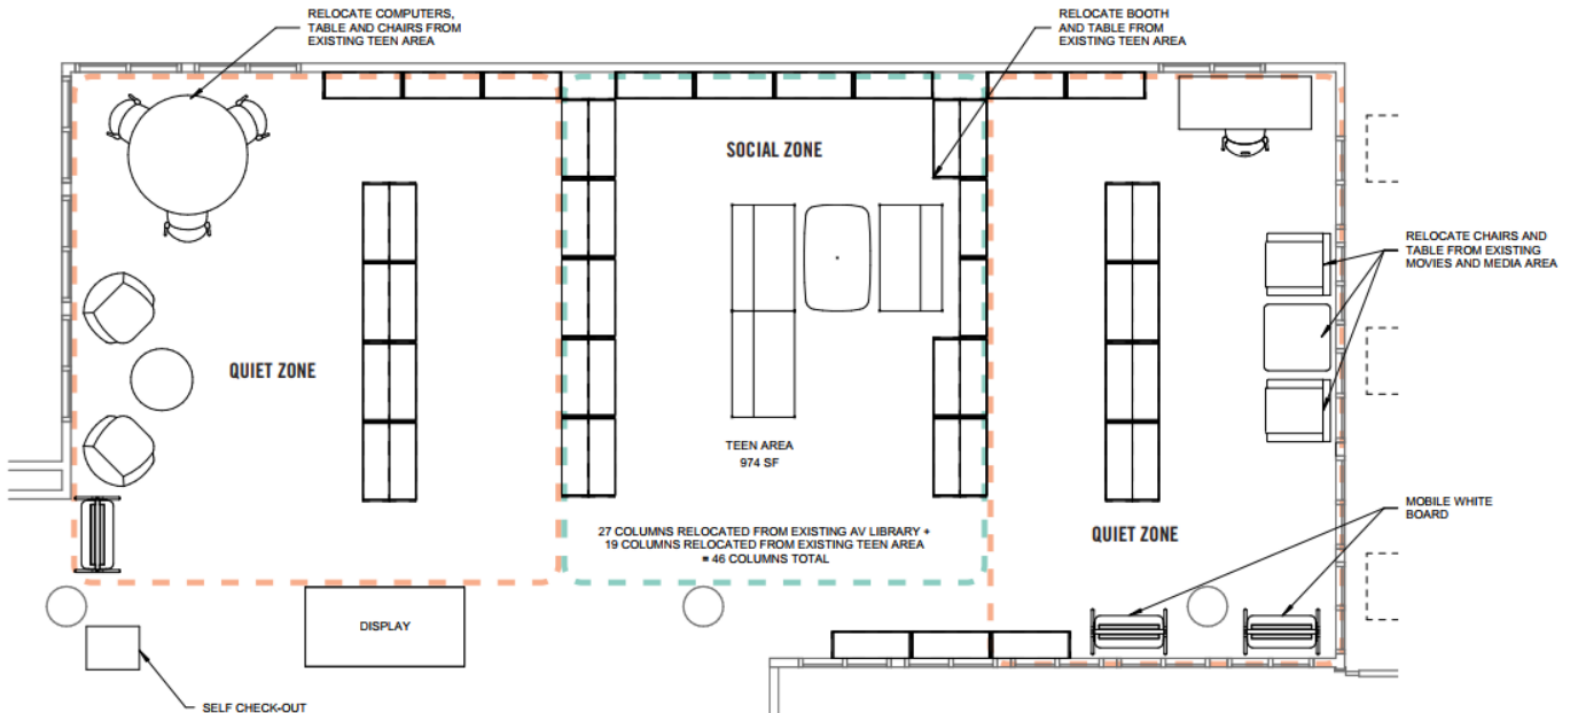 RELOCATE COMPUTERS,
TABLE AND CHAIRS FROM
EXISTING TEEN AREA
RELOCATE BOOTH
AND TABLE FROM
EXISTING TEEN AREA
SOCIAL ZONE
RELOCATE CHAIRS AND
TABLE FROM EXISTING
MOVIES AND MEDIA AREA
QUIET ZONE
TEEN AREA
974 SF
27 COLUMNS RELOCATED FROM EXISTING AV LIBRARY +
19 COLUMNS RELOCATED FROM EXISTING TEEN AREA
= 46 COLUMNS TOTAL
MOBILE WHITE
BOARD
QUIET ZONE
DISPLAY
SELF CHECK-OUT